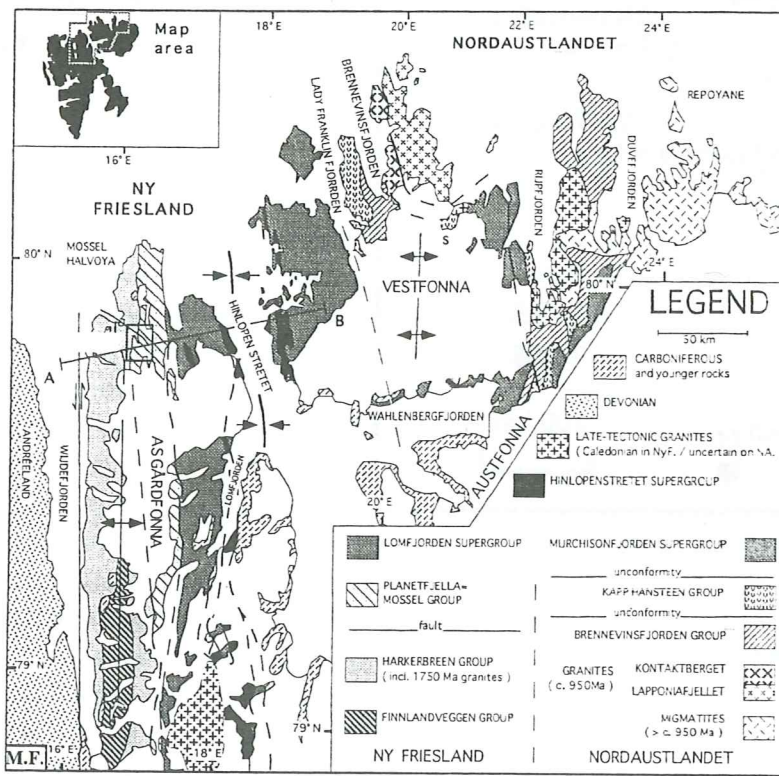 Map
area
18° E
20° E
22° E
24° E
NORDAUSTLANDET
16° E
NY
FRIESLAND
LADY FRANKLIN FJORDEN
BRENNEVINSFJORDEN
REPOYANE
DUVEFJORDEN
RIJPFJORDEN
MOSSEL
HALVOYA
80° N
S
24° E
80° N
VESTFONNA
HINLOPEN STRETET
B
A
LEGEND
50 km
CARBONIFEROUS
and younger rocks
DEVONIAN
LATE-TECTONIC GRANITES
( Caledonian in NyF. / uncertain on NA.
HINLOPENSTRETET SUPERGROUP
WAHLENBERGFJORDEN
AUSTFONNA
20° E
ANDREELAND
WIJDEFJORDEN
ASGARDFONNA
LOMFJORDEN
LOMFJORDEN SUPERGROUP
PLANETFJELLA=
MOSSEL GROUP
fault
HARKERBREEN GROUP
( incl. 1750 Ma granites )
FINNLANDVEGGEN GROUP
NY FRIESLAND
MURCHISONFJORDEN SUPERGROUP
unconformity
KAPP HANSTEEN GROUP
unconformity
BRENNEVINSFJORDEN GROUP
GRANITES
( c. 950Ma )
KONTAKTBERGET
LAPPONIAFJELLET
MIGMATITES
( > c. 950 Ma )
NORDAUSTLANDET
79° N
79° N
M.F.
16° E
18° E